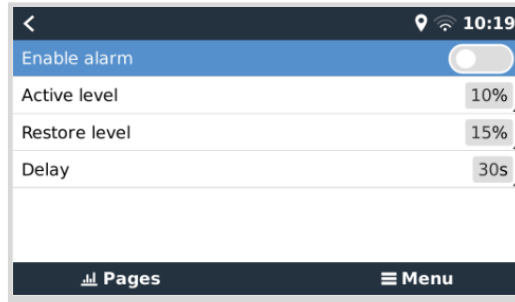 10:19
Enable alarm
Active level 10%
Restore level 15%
Delay 30s
Pages Menu